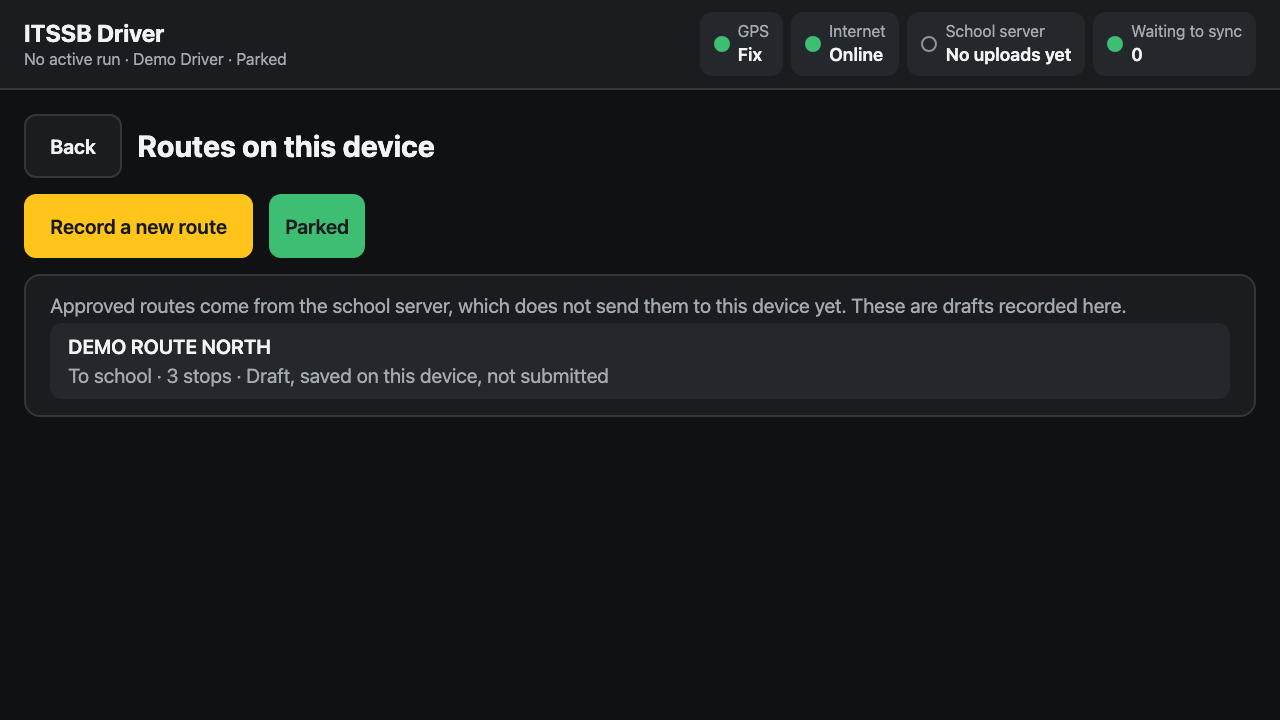 ITSSB Driver
No active run · Demo Driver · Parked
GPS
Fix
Internet
Online
School server
No uploads yet
Waiting to sync
0
Back
Routes on this device
Record a new route
Parked
Approved routes come from the school server, which does not send them to this device yet. These are drafts recorded here.
DEMO ROUTE NORTH
To school · 3 stops · Draft, saved on this device, not submitted